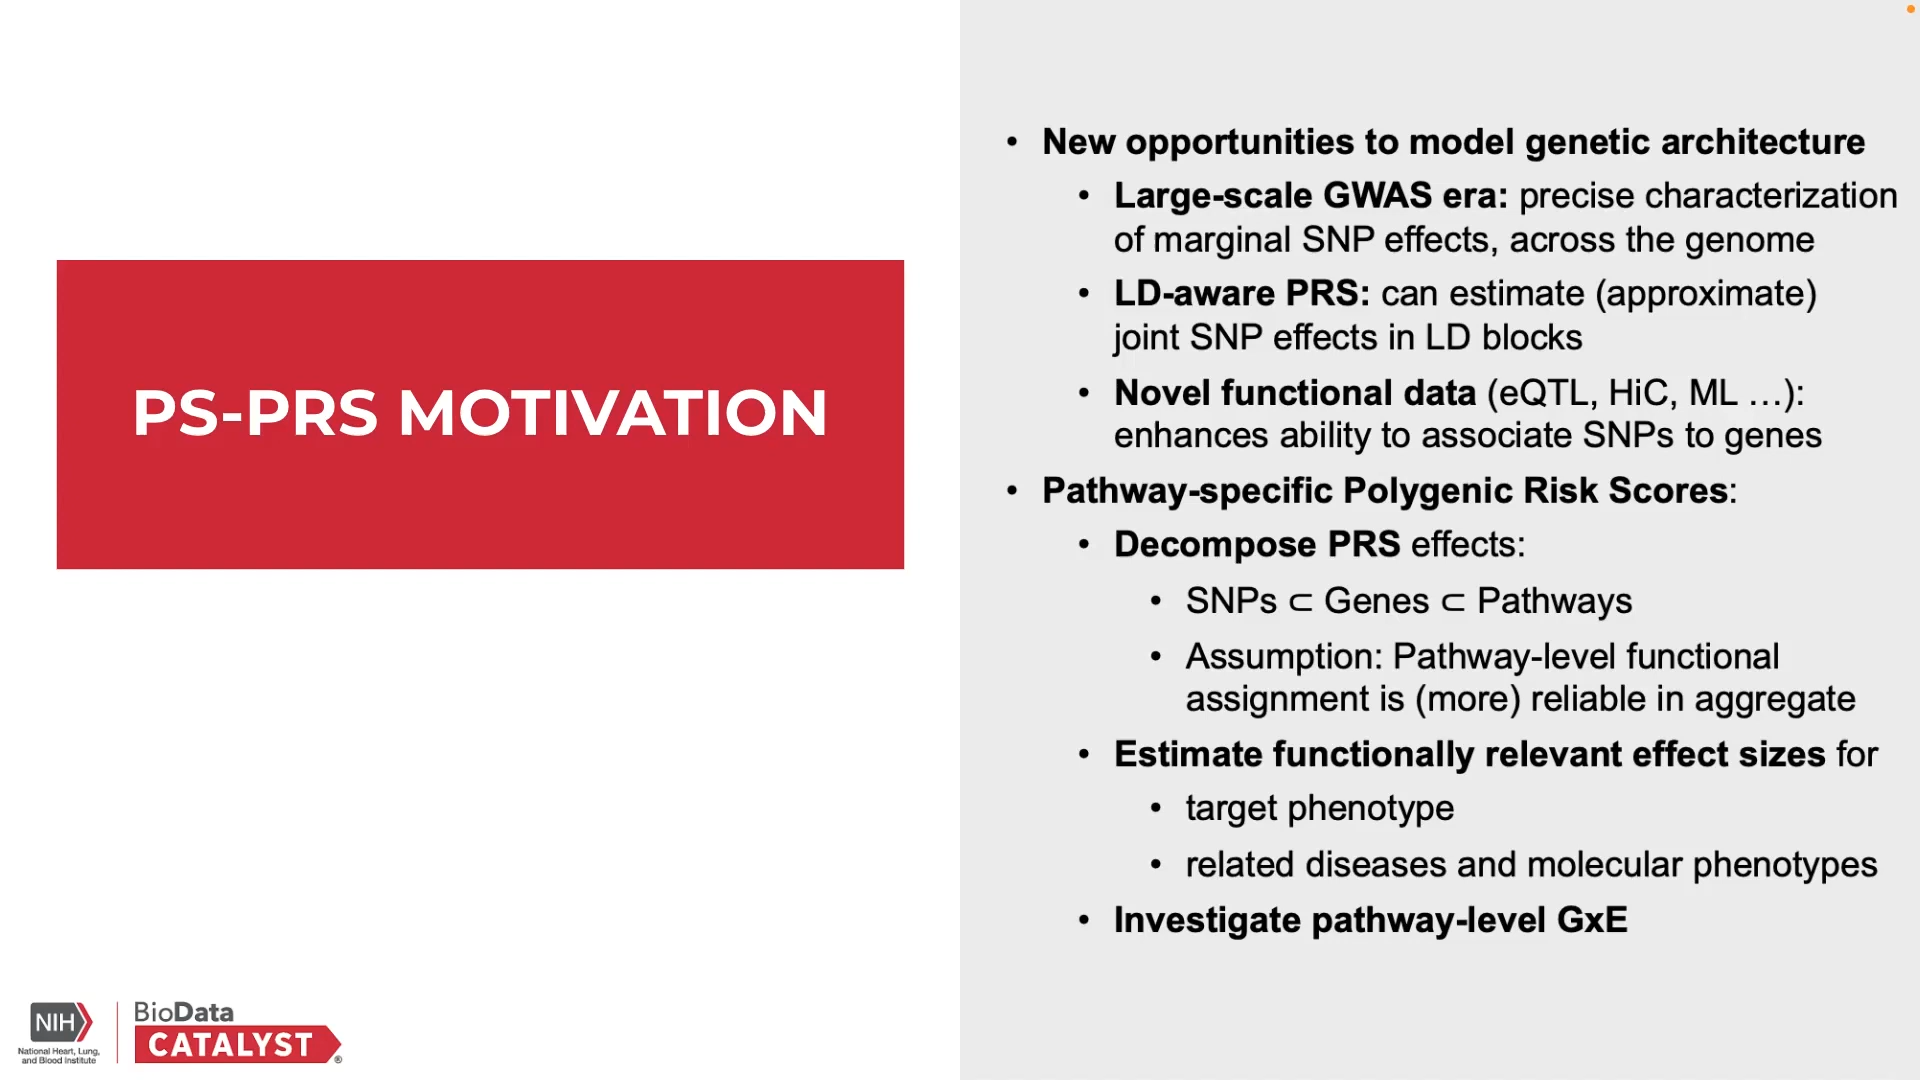 PS-PRS MOTIVATION
• New opportunities to model genetic architecture
• Large-scale GWAS era: precise characterization
of marginal SNP effects, across the genome
• LD-aware PRS: can estimate (approximate)
joint SNP effects in LD blocks
• Novel functional data (eQTL, HiC, ML …):
enhances ability to associate SNPs to genes
• Pathway-specific Polygenic Risk Scores:
• Decompose PRS effects:
• SNPs ⊂ Genes ⊂ Pathways
• Assumption: Pathway-level functional
assignment is (more) reliable in aggregate
• Estimate functionally relevant effect sizes for
• target phenotype
• related diseases and molecular phenotypes
• Investigate pathway-level GxE
NIH
National Heart, Lung,
and Blood Institute
BioData
CATALYST®